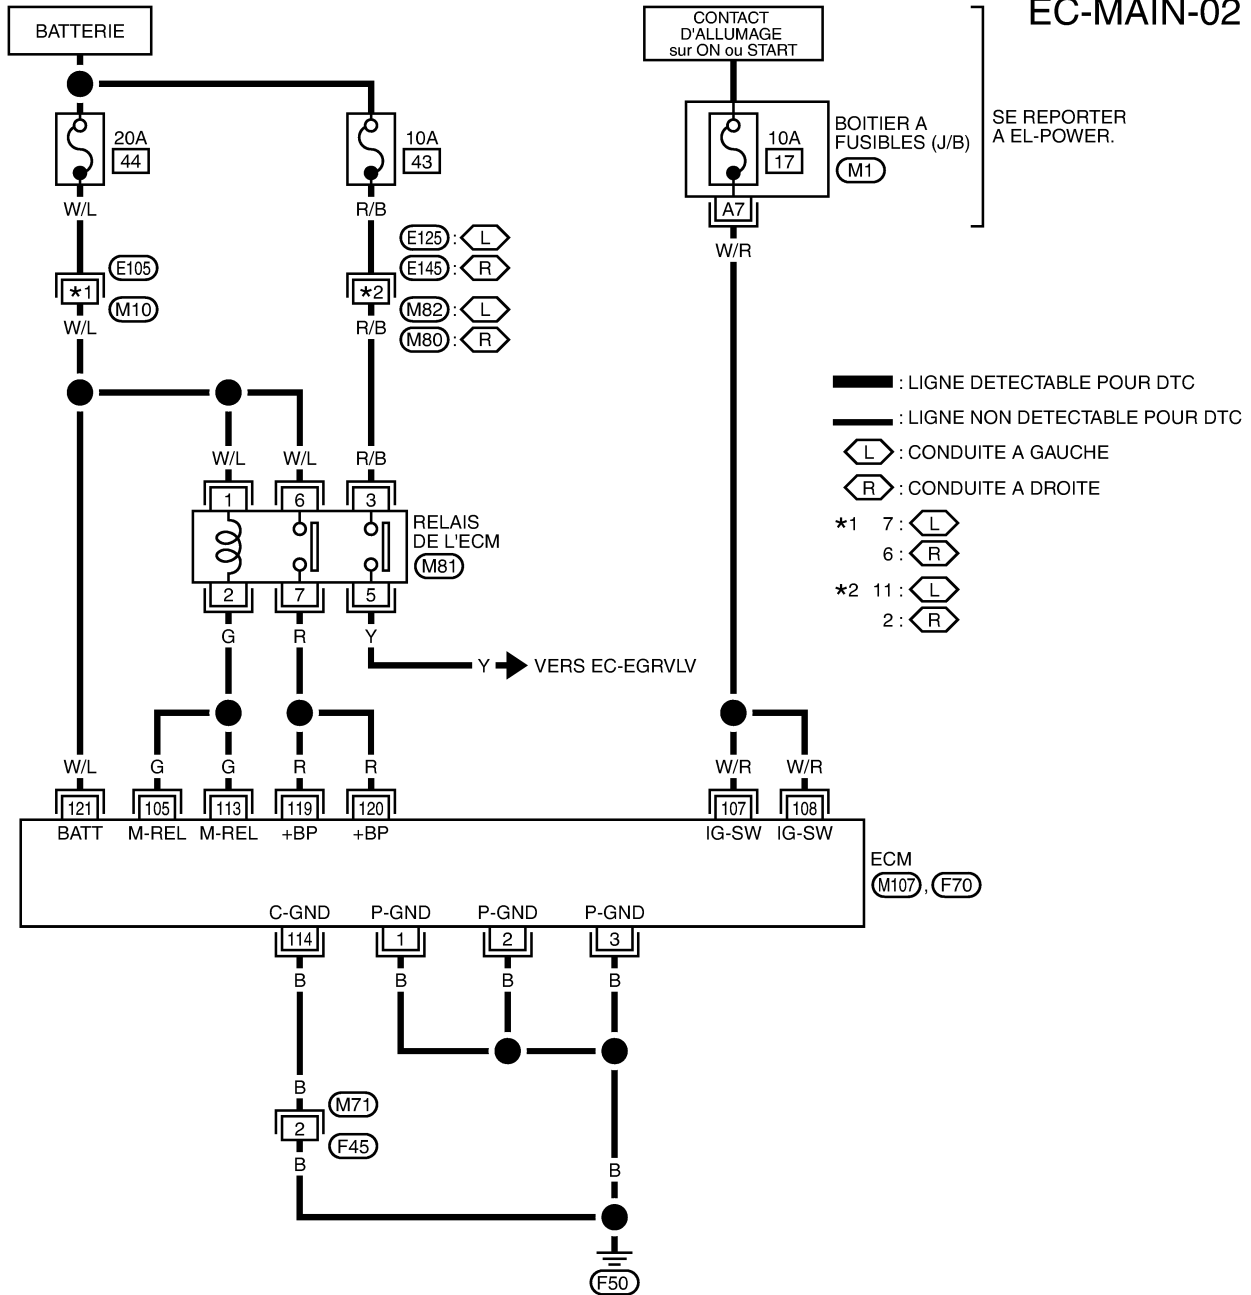 EC-MAIN-02
BATTERIE
CONTACT
D'ALLUMAGE
sur ON ou START
20A
44
10A
43
10A
17
BOITIER A
FUSIBLES (J/B)
M1
SE REPORTER
A EL-POWER.
W/L
R/B
A7
W/R
E105
*1
M10
W/L
E125 : L
E145 : R
*2
M82 : L
M80 : R
R/B
: LIGNE DETECTABLE POUR DTC
: LIGNE NON DETECTABLE POUR DTC
L : CONDUITE A GAUCHE
R : CONDUITE A DROITE
*1 7 : L
6 : R
*2 11 : L
2 : R
W/L W/L R/B
1 6 3
RELAIS
DE L'ECM
M81
2 7 5
G R Y
Y VERS EC-EGRVLV
W/L G G R R W/R W/R
121 105 113 119 120 107 108
BATT M-REL M-REL +BP +BP IG-SW IG-SW
ECM
M107 , F70
C-GND P-GND P-GND P-GND
114 1 2 3
B B B B
B
M71
2
F45
B
B
F50